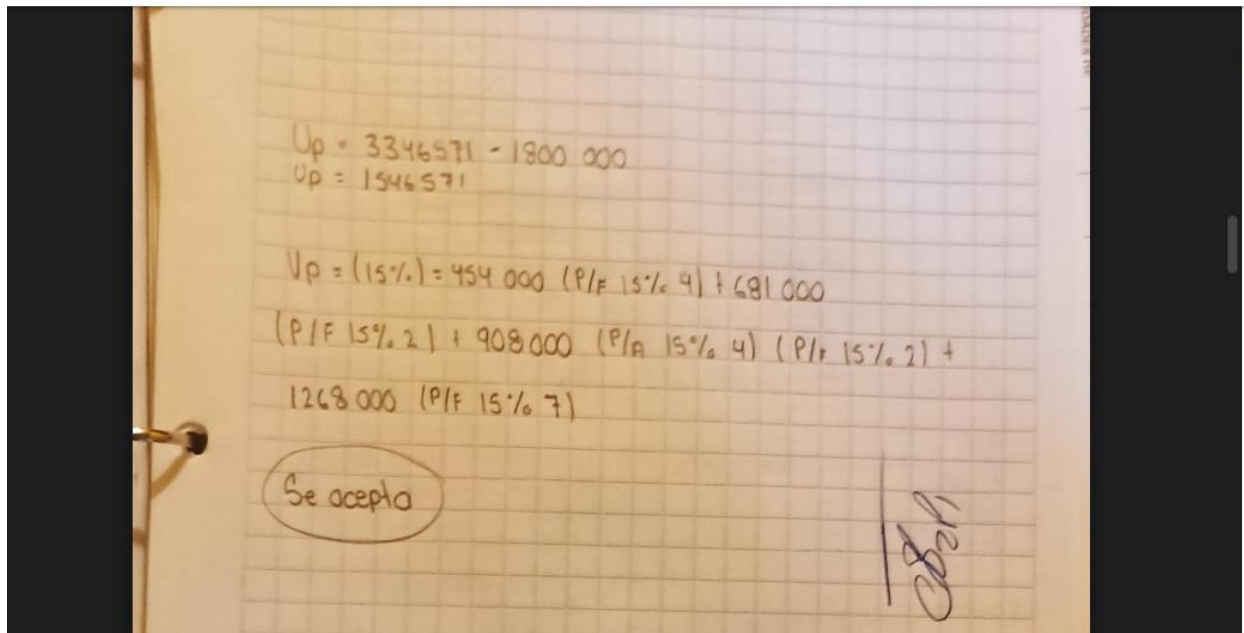 Up = 3346571 - 1800 000
Up = 1546571
Vp = (15%) = 454 000 (P/F 15% 4) + 681 000
(P/F 15% 2) + 908000 (P/A 15% 4) (P/F 15% 2) +
1268 000 (P/F 15% 7)
Se acepta